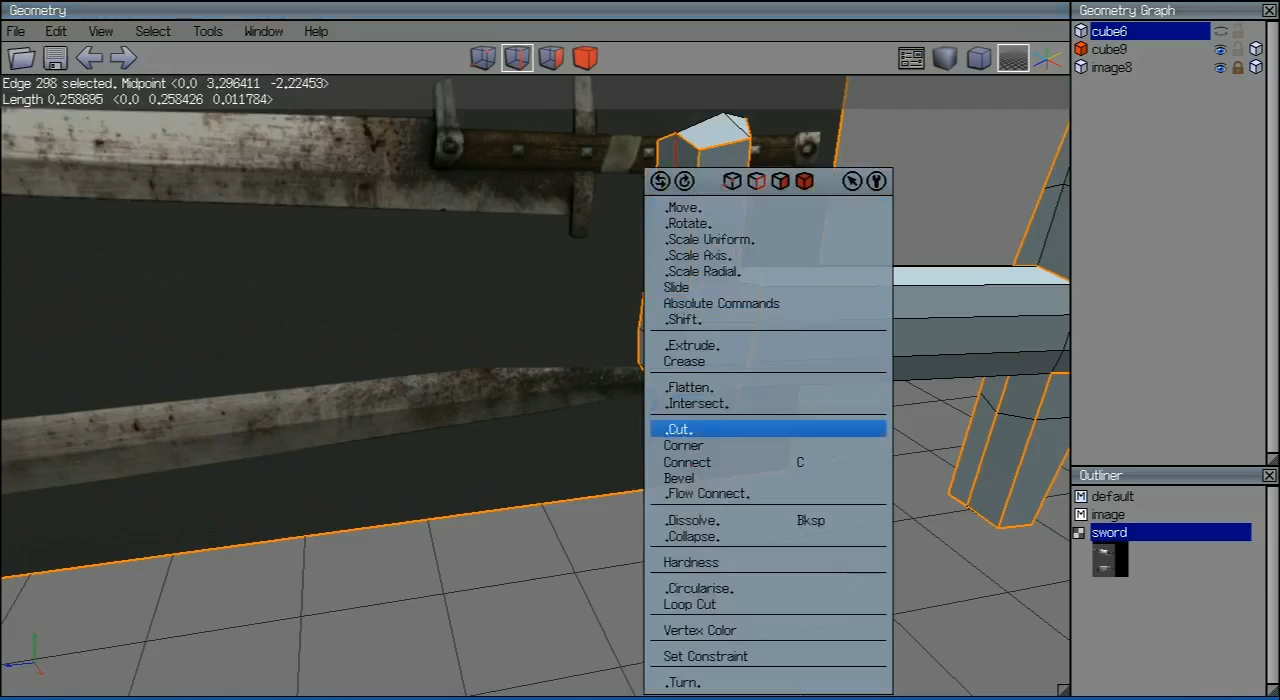 Geometry
File Edit View Select Tools Window Help
Edge 298 selected. Midpoint <0.0 3.296411 -2.22453>
Length 0.258695 <0.0 0.258426 0.011784>
.Move.
.Rotate.
.Scale Uniform.
.Scale Axis.
.Scale Radial.
Slide
Absolute Commands
.Shift.
.Extrude.
Crease
.Flatten.
.Intersect.
.Cut.
Corner
Connect C
Bevel
.Flow Connect.
.Dissolve. Bksp
.Collapse.
Hardness
.Circularise.
Loop Cut
Vertex Color
Set Constraint
.Turn.
Geometry Graph
cube6
cube9
image8
Outliner
M default
M image
sword